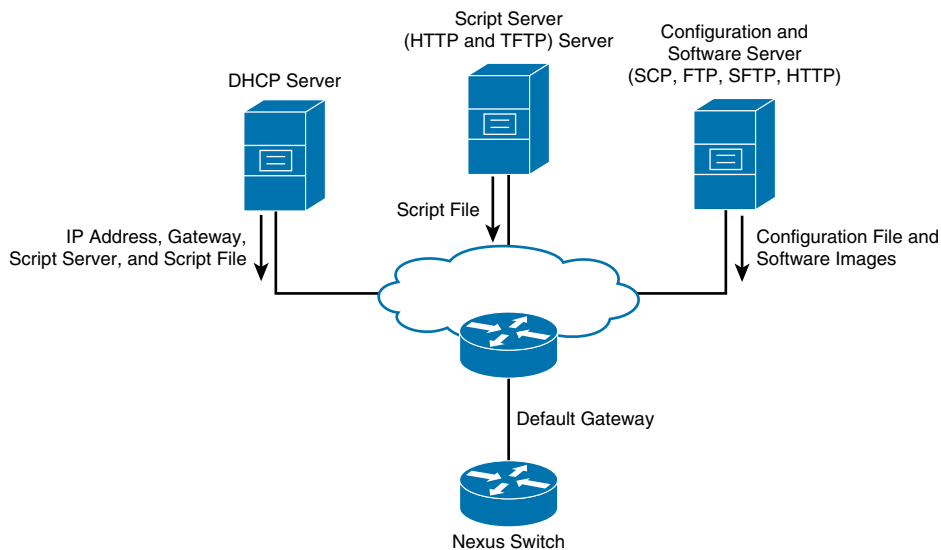 Script Server
(HTTP and TFTP) Server
Configuration and
Software Server
(SCP, FTP, SFTP, HTTP)
DHCP Server
Script File
IP Address, Gateway,
Script Server, and Script File
Configuration File and
Software Images
Default Gateway
Nexus Switch